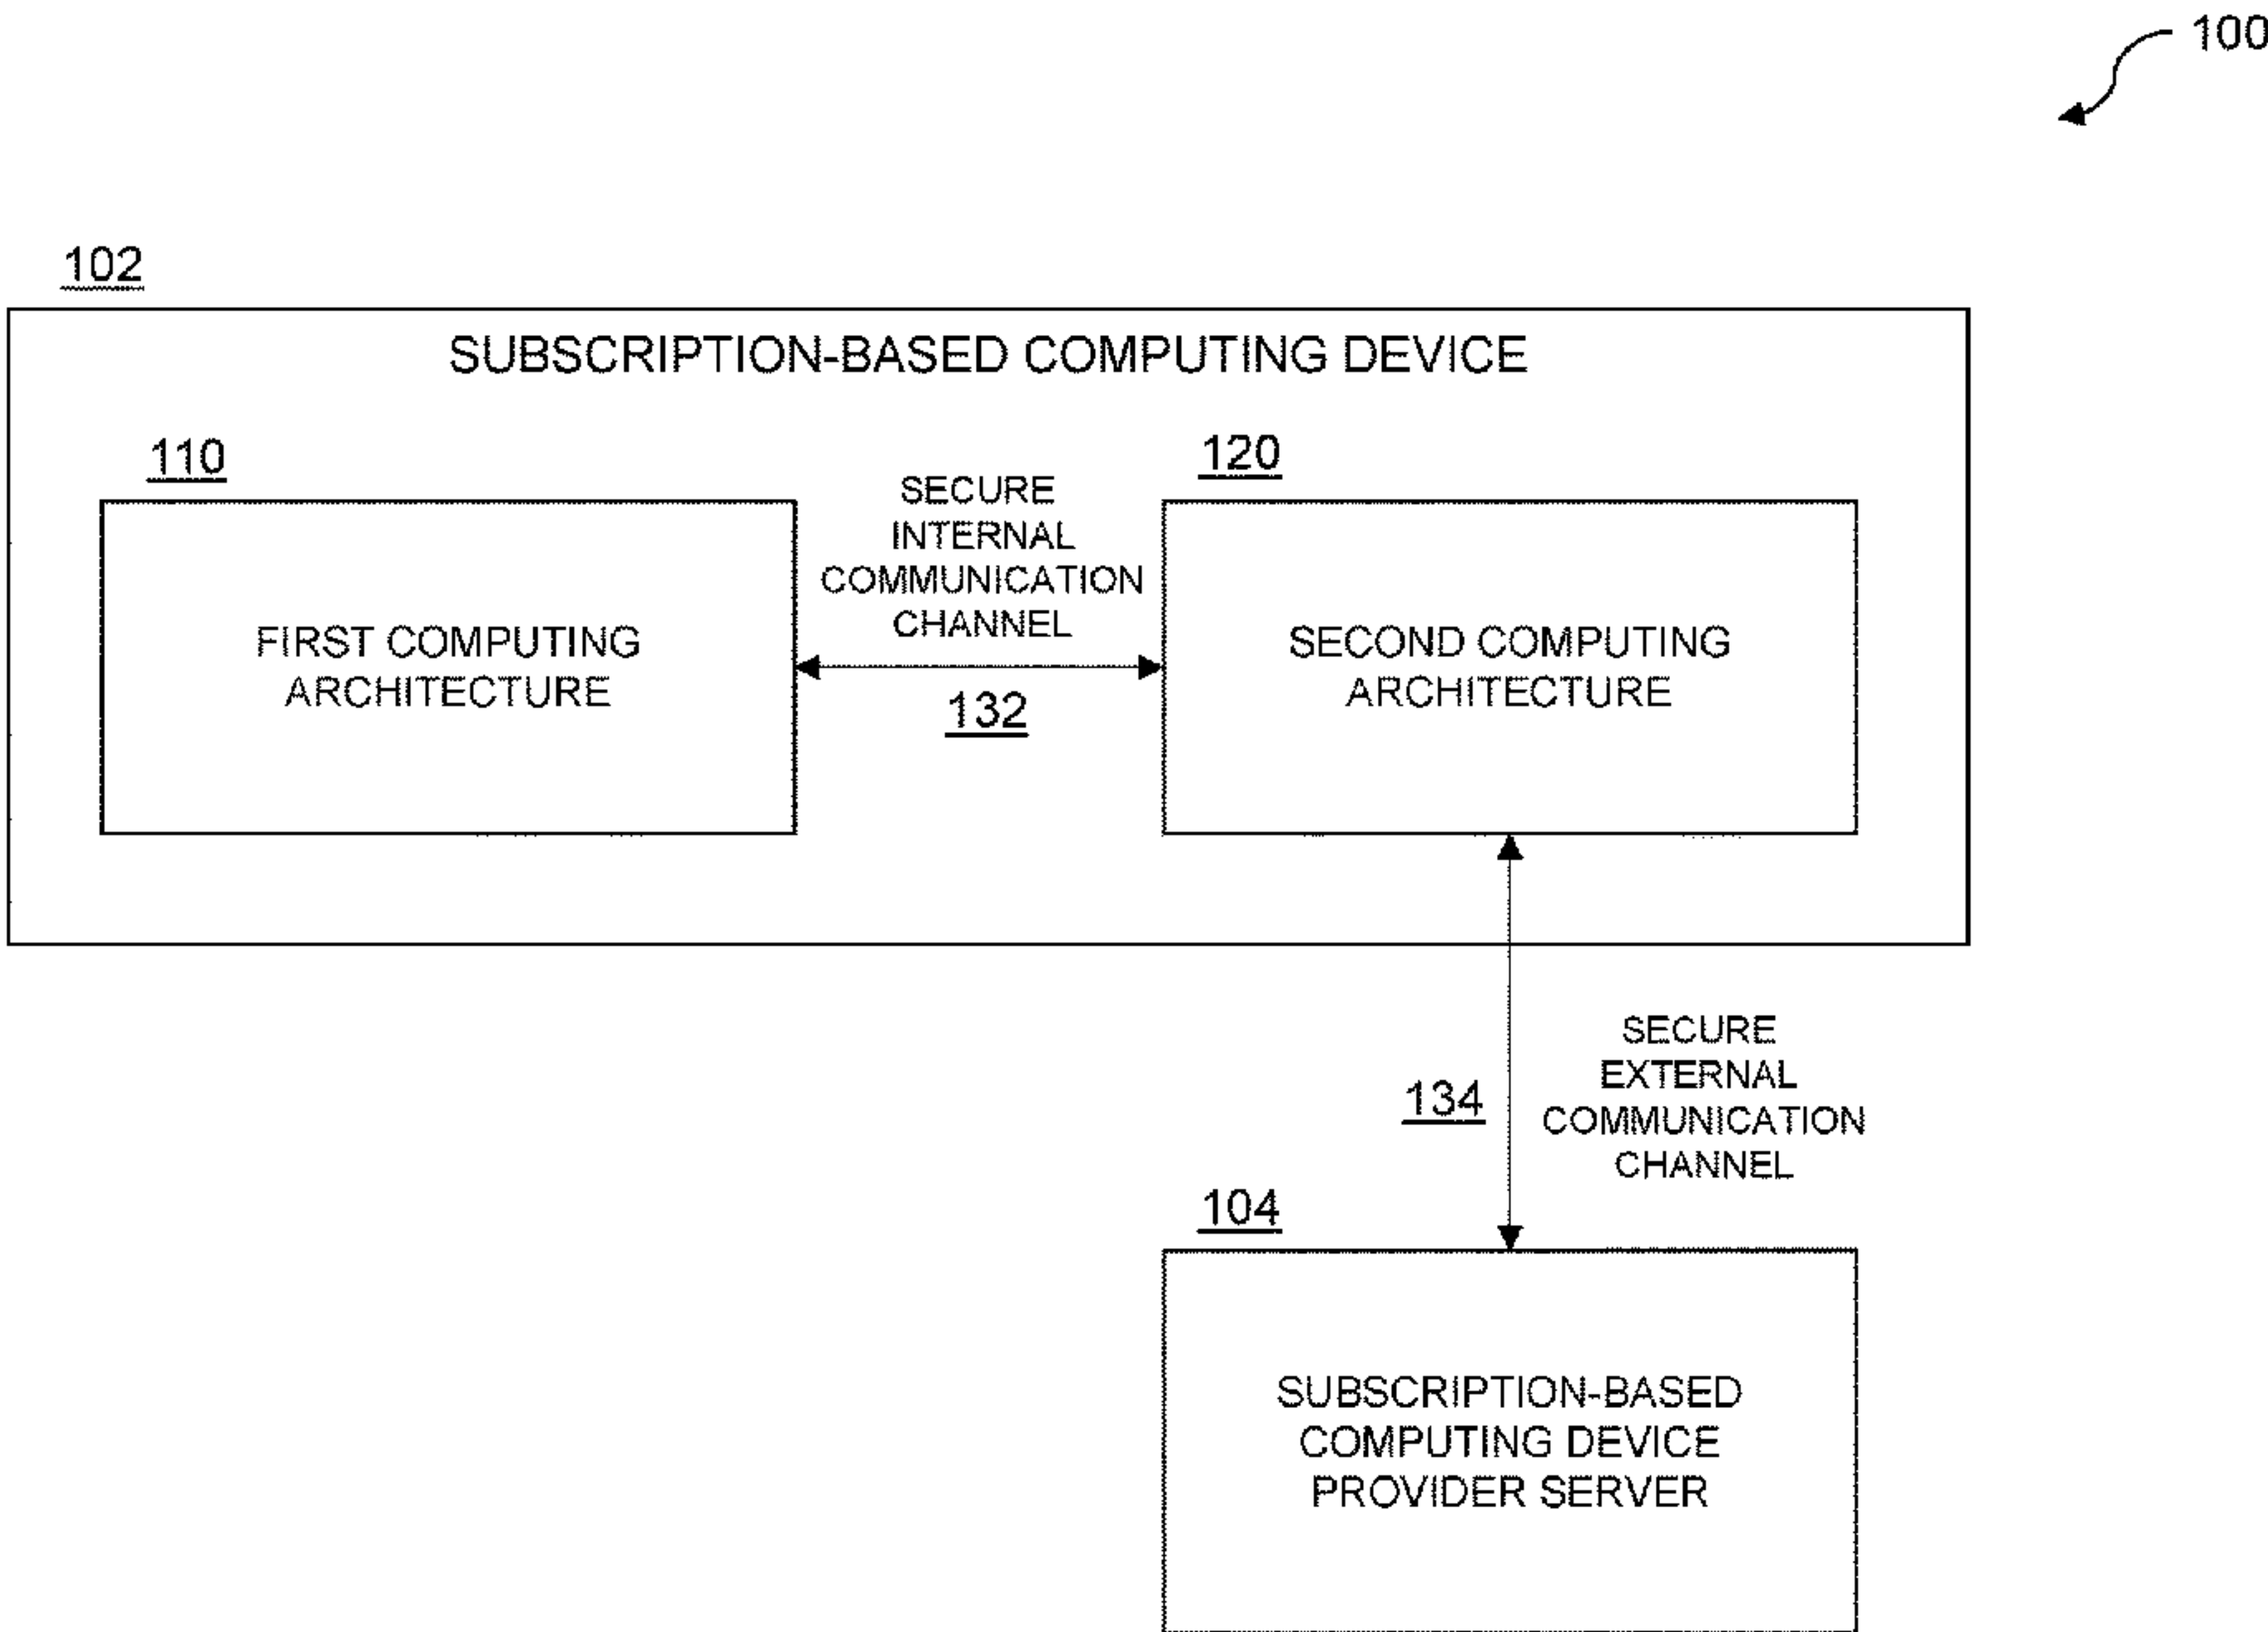 100
102
SUBSCRIPTION-BASED COMPUTING DEVICE
110
FIRST COMPUTING
ARCHITECTURE
SECURE
INTERNAL
COMMUNICATION
CHANNEL
132
120
SECOND COMPUTING
ARCHITECTURE
134
SECURE
EXTERNAL
COMMUNICATION
CHANNEL
104
SUBSCRIPTION-BASED
COMPUTING DEVICE
PROVIDER SERVER